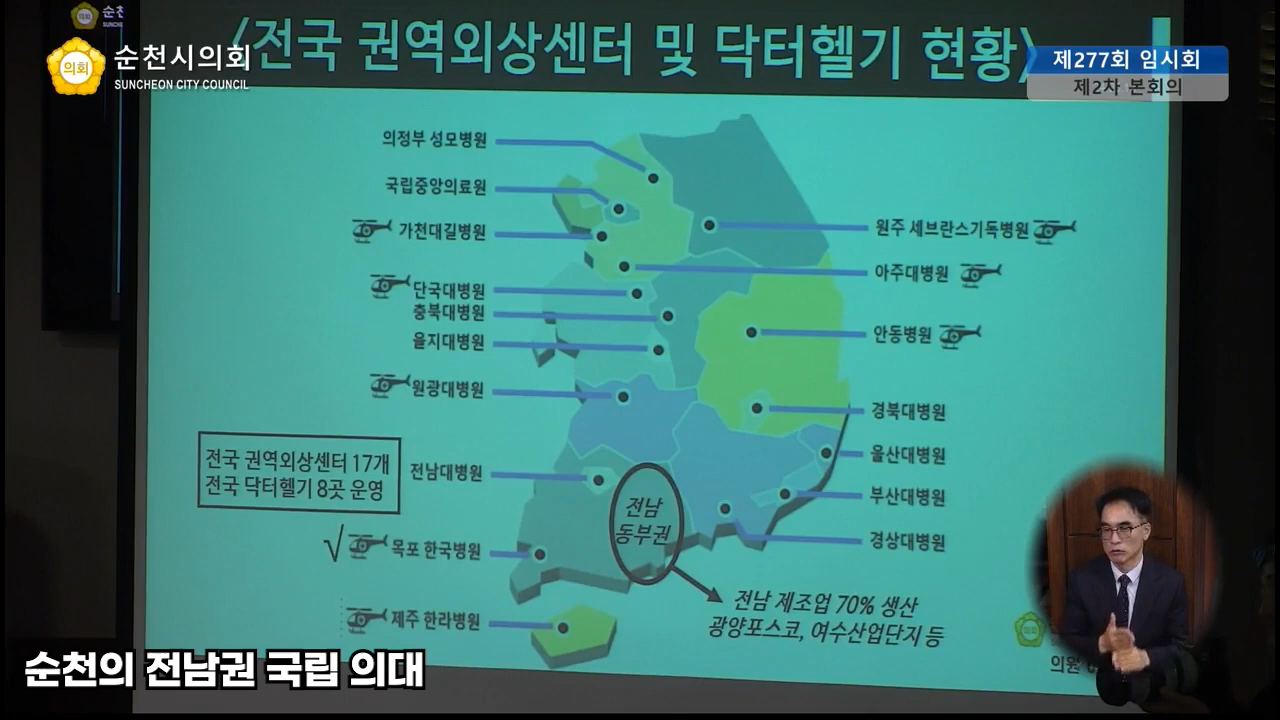 순천
순천시의회
SUNCHEON CITY COUNCIL
의회
〈전국 권역외상센터 및 닥터헬기 현황〉
제277회 임시회
제2차 본회의
의정부 성모병원
국립중앙의료원
가천대길병원
단국대병원
충북대병원
을지대병원
원광대병원
전남대병원
√ 목포 한국병원
제주 한라병원
원주 세브란스기독병원
아주대병원
안동병원
경북대병원
울산대병원
부산대병원
경상대병원
전국 권역외상센터 17개
전국 닥터헬기 8곳 운영
전남
동부권
전남 제조업 70% 생산
광양포스코, 여수산업단지 등
의원
순천의 전남권 국립 의대